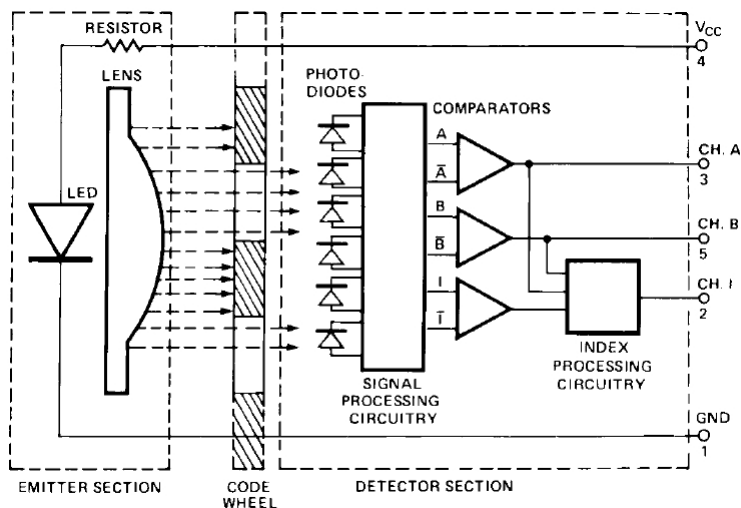 RESISTOR
V_CC
4
LENS
PHOTO-
DIODES
COMPARATORS
A
CH. A
3
A̅
LED
B
CH. B
5
B̅
I
CH. I
2
I̅
INDEX
PROCESSING
CIRCUITRY
SIGNAL
PROCESSING
CIRCUITRY
GND
1
EMITTER SECTION
CODE
WHEEL
DETECTOR SECTION